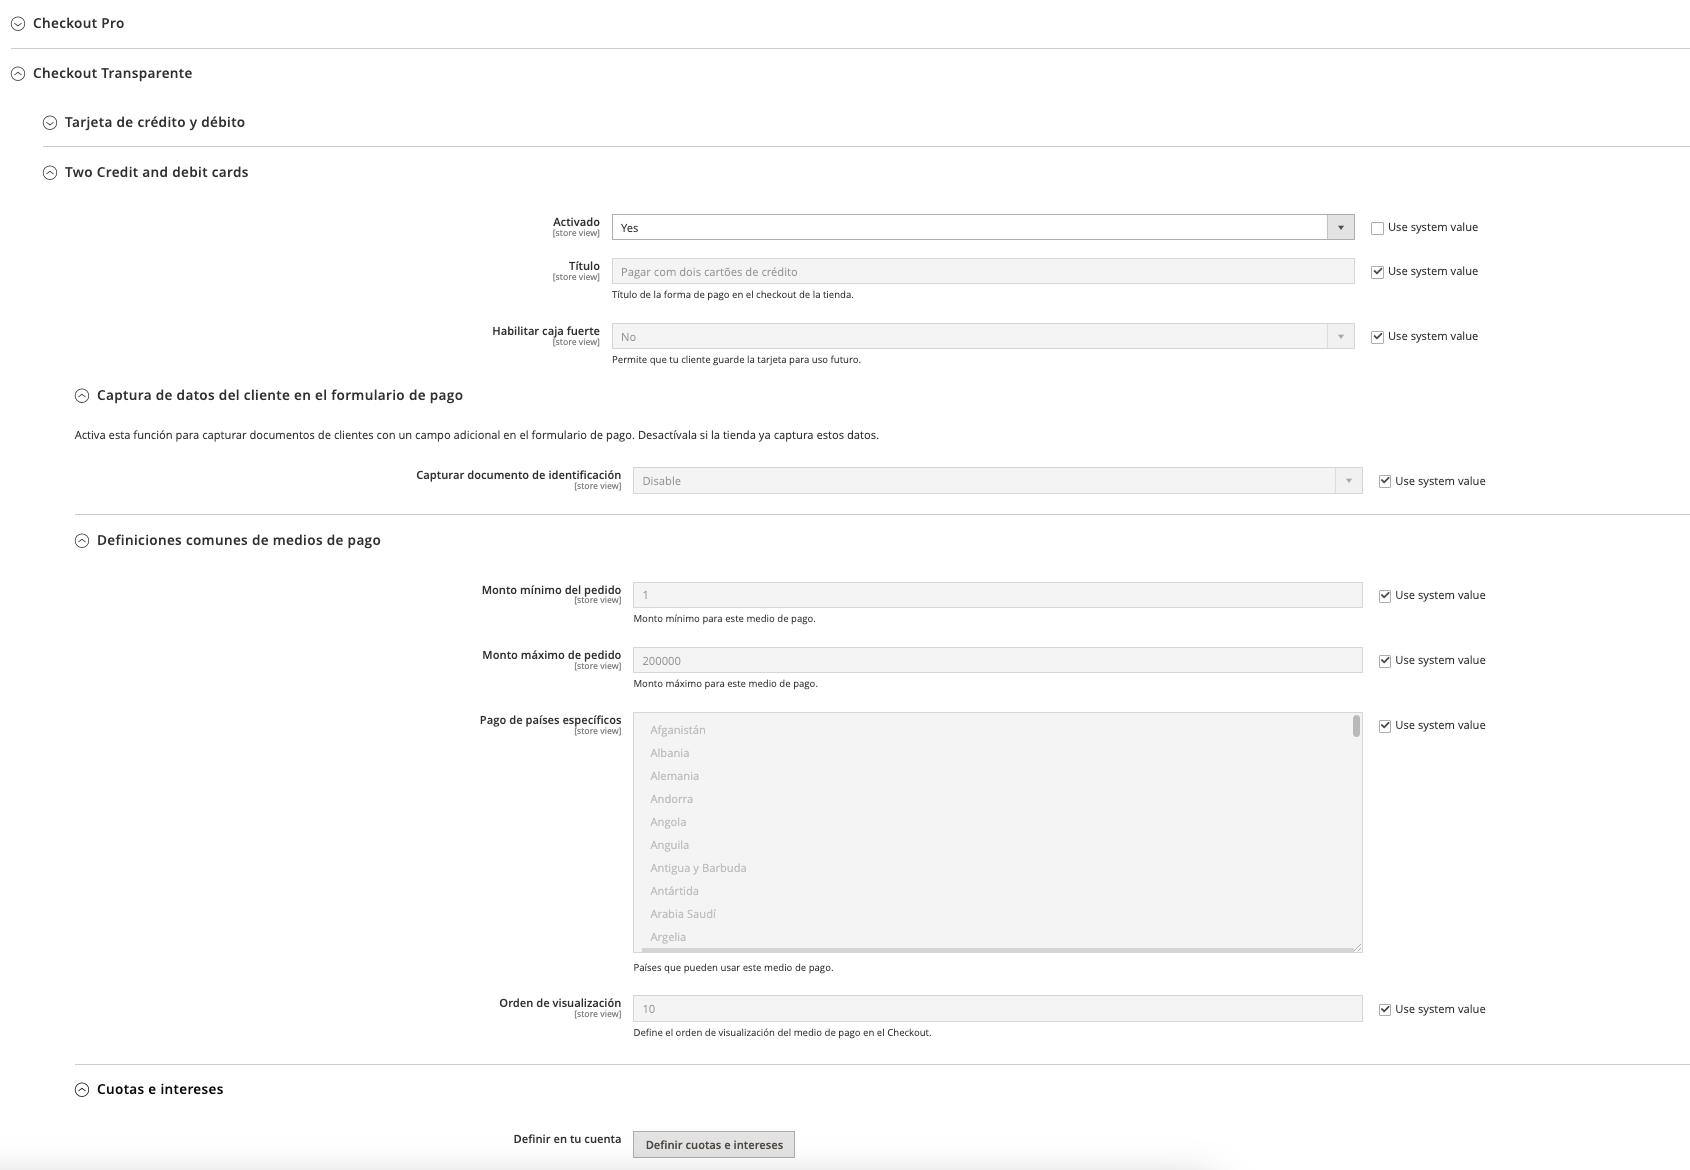 Checkout Pro
Checkout Transparente
Tarjeta de crédito y débito
Two Credit and debit cards
Activado
[store view]
Yes
Use system value
Título
[store view]
Pagar com dois cartões de crédito
Use system value
Título de la forma de pago en el checkout de la tienda.
Habilitar caja fuerte
[store view]
No
Use system value
Permite que tu cliente guarde la tarjeta para uso futuro.
Captura de datos del cliente en el formulario de pago
Activa esta función para capturar documentos de clientes con un campo adicional en el formulario de pago. Desactívala si la tienda ya captura estos datos.
Capturar documento de identificación
[store view]
Disable
Use system value
Definiciones comunes de medios de pago
Monto mínimo del pedido
[store view]
1
Use system value
Monto mínimo para este medio de pago.
Monto máximo de pedido
[store view]
200000
Use system value
Monto máximo para este medio de pago.
Pago de países específicos
[store view]
Use system value
Afganistán
Albania
Alemania
Andorra
Angola
Anguila
Antigua y Barbuda
Antártida
Arabia Saudí
Argelia
Países que pueden usar este medio de pago.
Orden de visualización
[store view]
10
Use system value
Define el orden de visualización del medio de pago en el Checkout.
Cuotas e intereses
Definir en tu cuenta
Definir cuotas e intereses